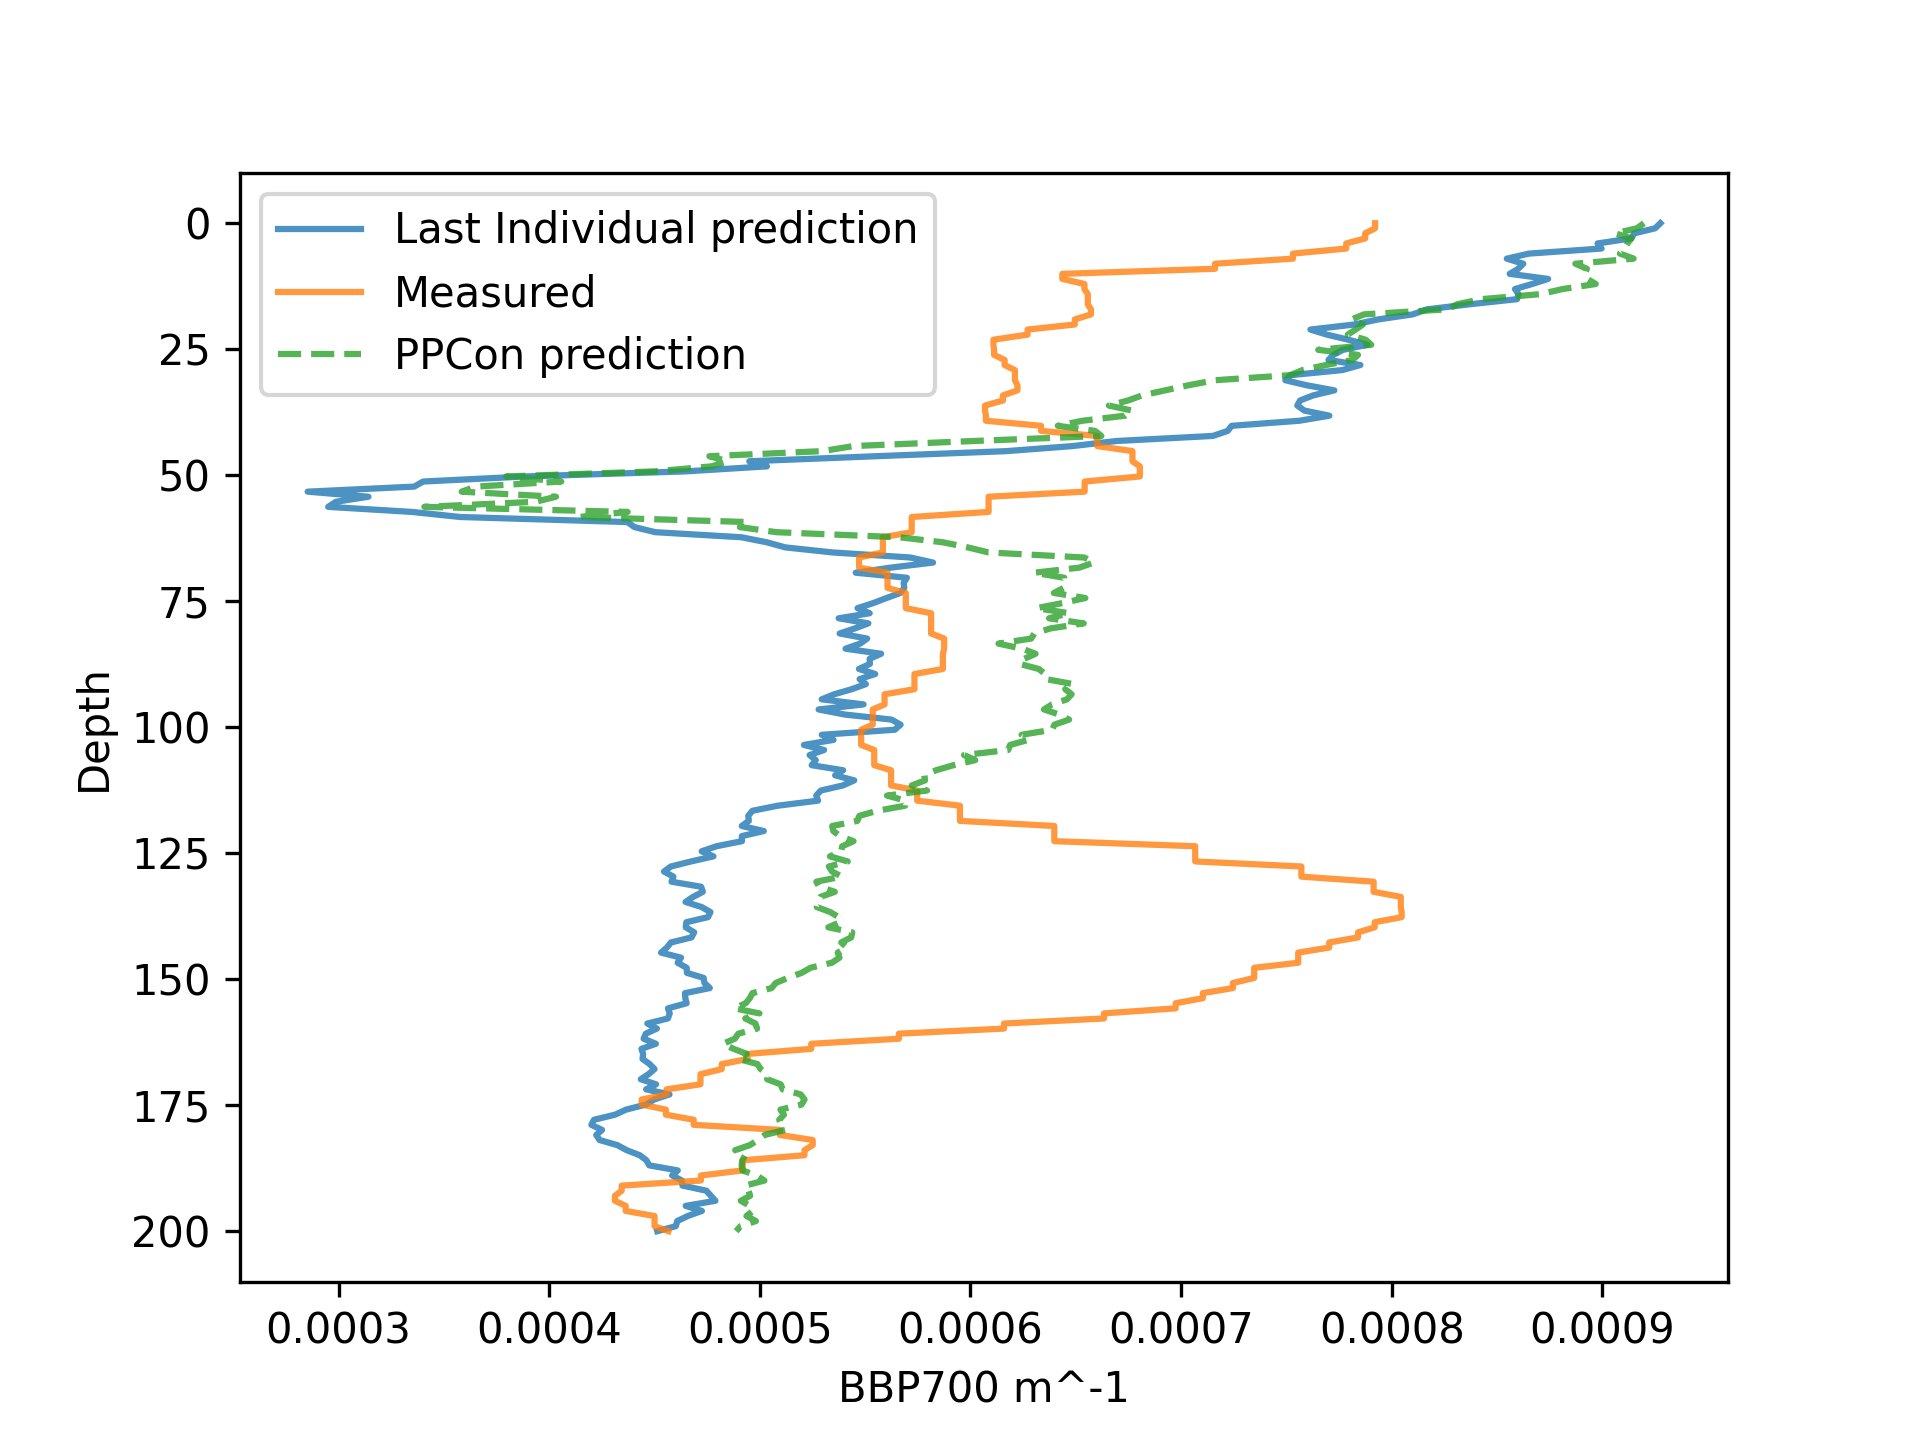 Last Individual prediction
Measured
PPCon prediction
0
25
50
75
100
125
150
175
200
Depth
0.0003 0.0004 0.0005 0.0006 0.0007 0.0008 0.0009
BBP700 m^-1